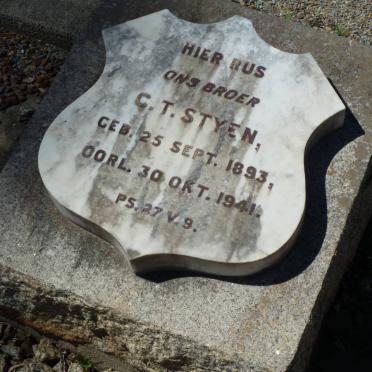 HIER RUS
ONS BROER
C. T. STYEN,
GEB. 25 SEPT. 1893,
OORL. 30 OKT. 1941.
PS. 27 V. 9.